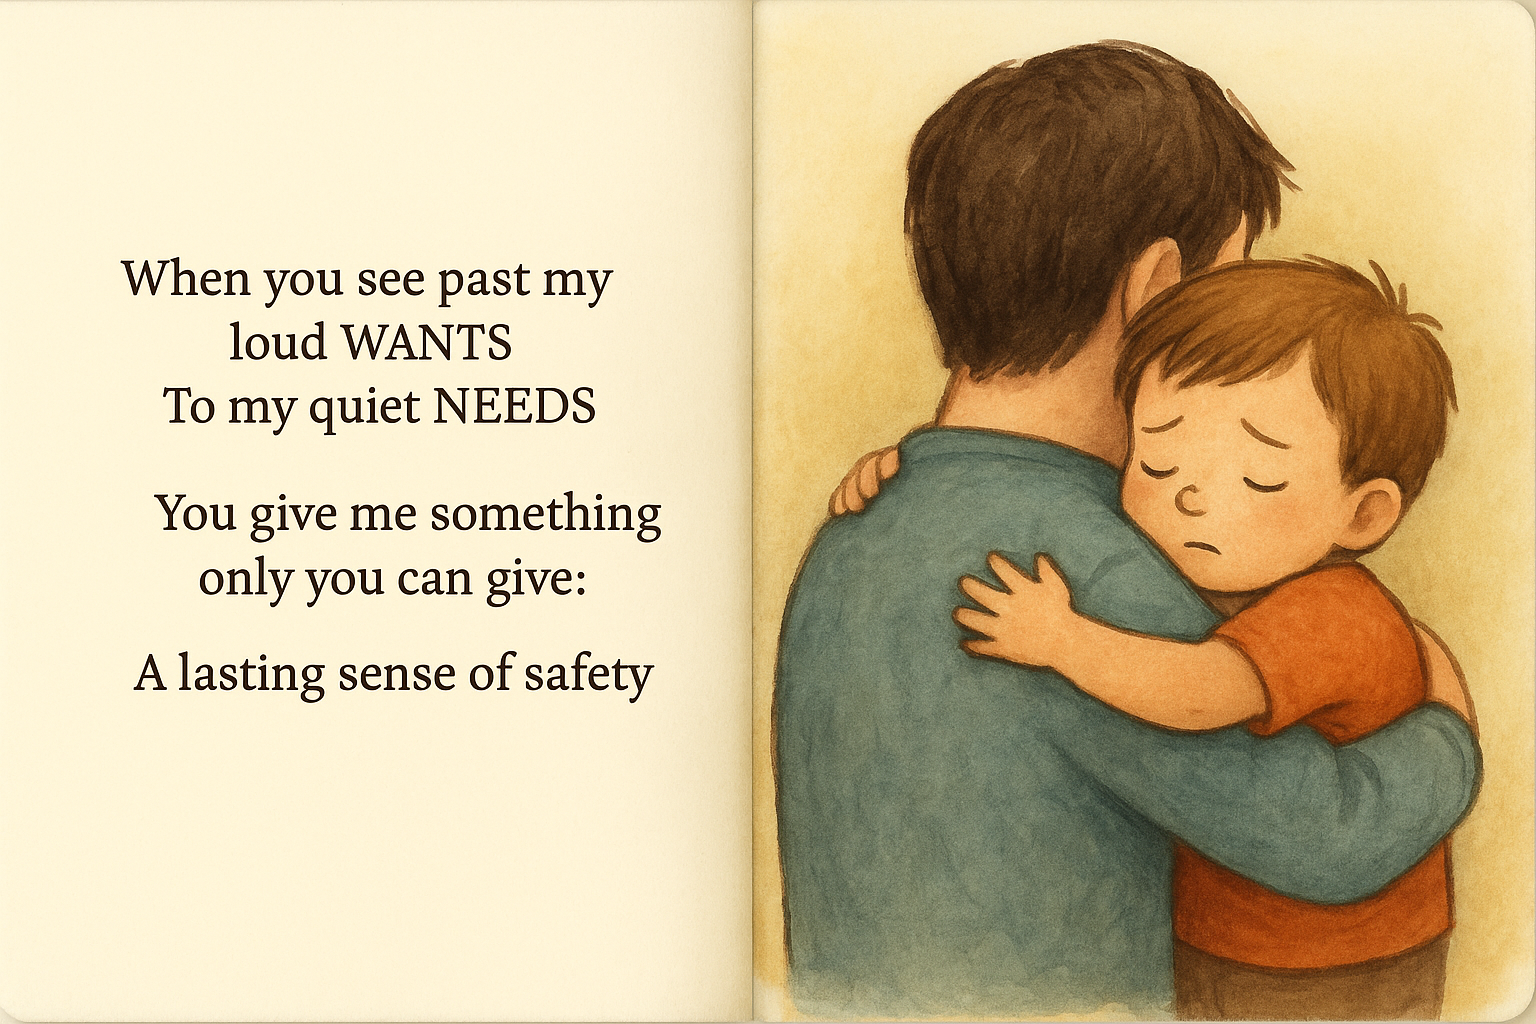 When you see past my
loud WANTS
To my quiet NEEDS
You give me something
only you can give:
A lasting sense of safety